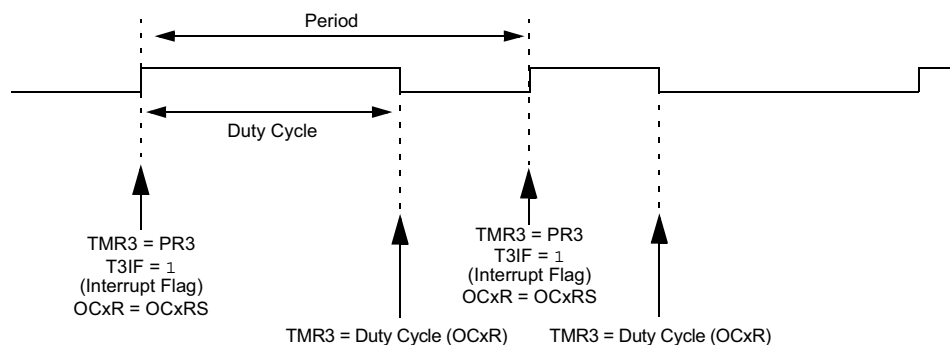 Period
Duty Cycle
TMR3 = PR3
T3IF = 1
(Interrupt Flag)
OCxR = OCxRS
TMR3 = PR3
T3IF = 1
(Interrupt Flag)
OCxR = OCxRS
TMR3 = Duty Cycle (OCxR)
TMR3 = Duty Cycle (OCxR)